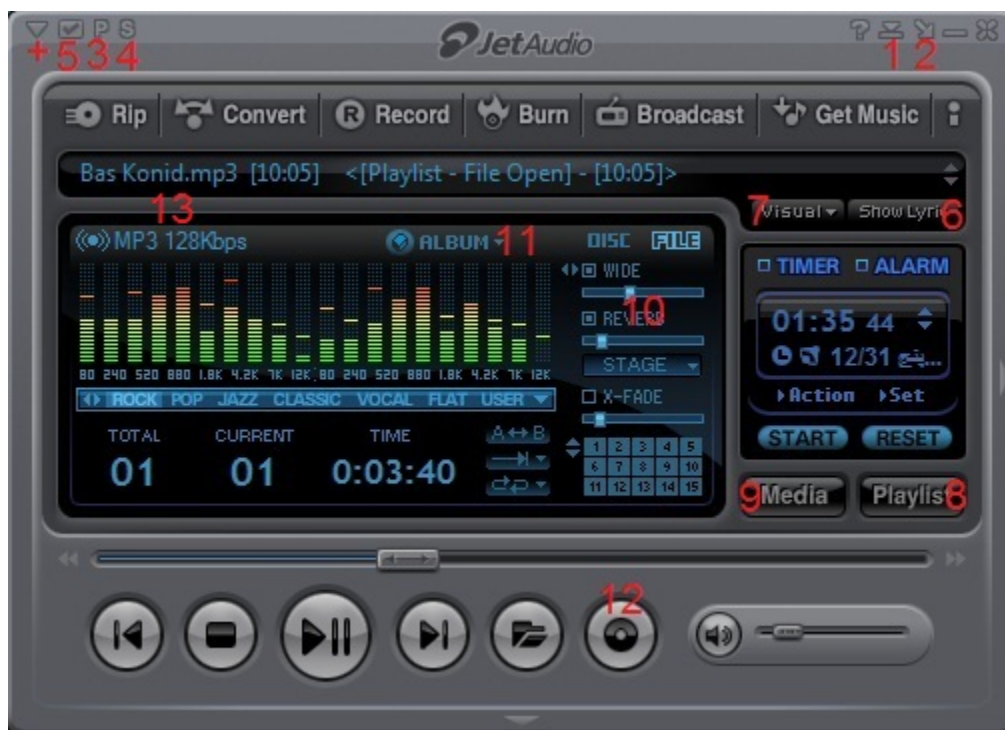 P S
JetAudio
?
+ 5 3 4
1 2
Rip Convert R Record Burn Broadcast Get Music i
Bas Konid.mp3 [10:05] <[Playlist - File Open] - [10:05]>
13
7 Visual Show Lyric 6
MP3 128Kbps ALBUM 11 DISC FILE
WIDE
10
REVERB
STAGE
X-FADE
80 240 520 880 1.8K 4.2K 7K 12K 80 240 520 880 1.8K 4.2K 7K 12K
ROCK POP JAZZ CLASSIC VOCAL FLAT USER
TOTAL CURRENT TIME A↔B
01 01 0:03:40
1 2 3 4 5
6 7 8 9 10
11 12 13 14 15
TIMER ALARM
01:35 44
12/31 ...
Action Set
START RESET
9 Media Playlist 8
12